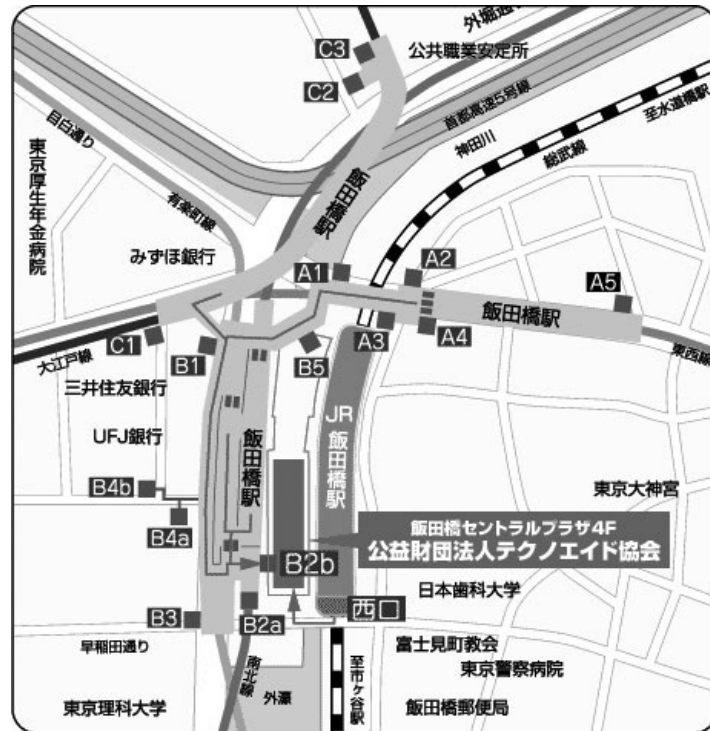 C3
外堀通り
公共職業安定所
C2
首都高速5号線
至水道橋駅
目白通り
神田川
総武線
東京厚生年金病院
有楽町線
飯田橋駅
みずほ銀行
A1
A2
A5
飯田橋駅
C1
A3
A4
大江戸線
B1
B5
東西線
三井住友銀行
JR
飯田橋駅
UFJ銀行
飯田橋駅
B4b
東京大神宮
B4a
飯田橋セントラルプラザ4F
公益財団法人テクノエイド協会
B2b
日本歯科大学
B3
B2a
西口
早稲田通り
富士見町教会
南北線
至市ヶ谷駅
東京警察病院
外濠
東京理科大学
飯田橋郵便局